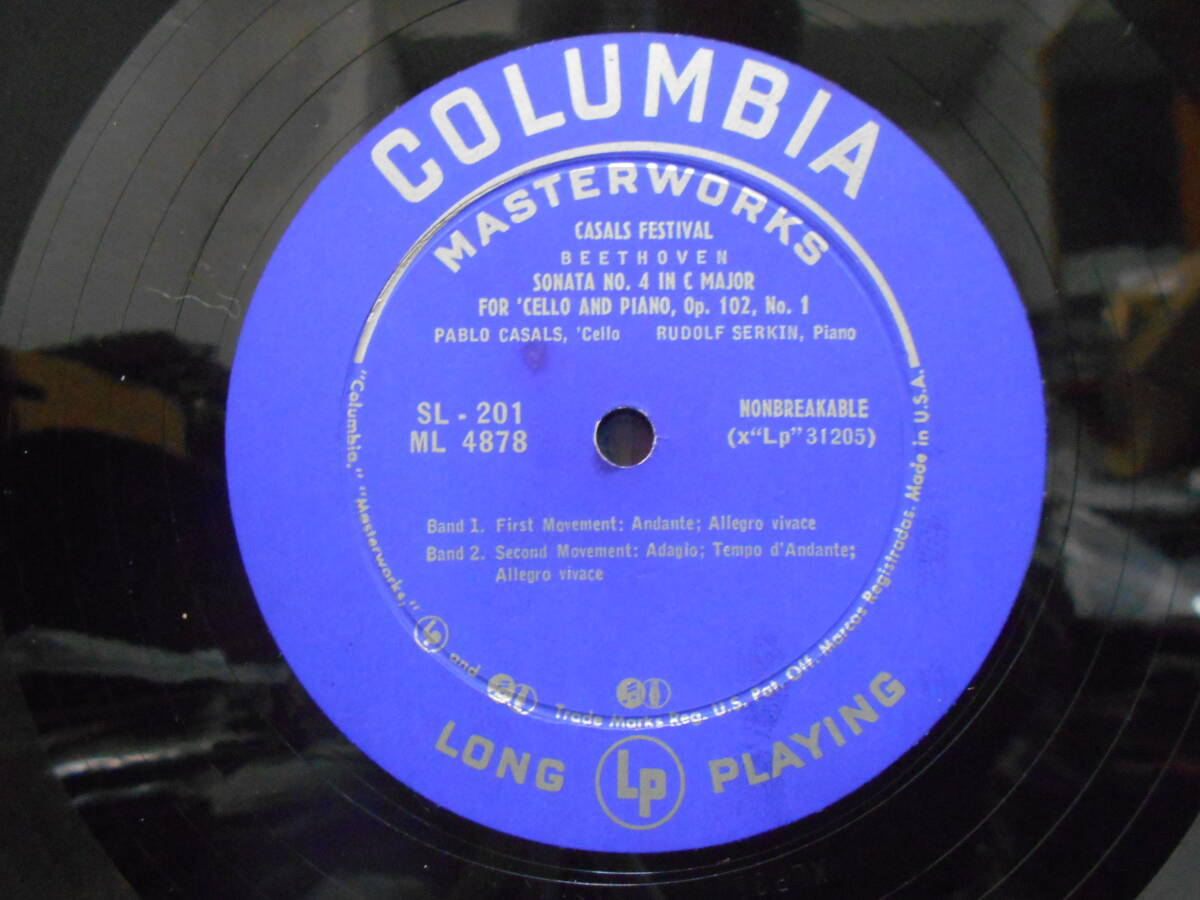 COLUMBIA
MASTERWORKS
CASALS FESTIVAL
BEETHOVEN
SONATA NO. 4 IN C MAJOR
FOR 'CELLO AND PIANO, Op. 102, No. 1
PABLO CASALS, 'Cello RUDOLF SERKIN, Piano
SL - 201
ML 4878
NONBREAKABLE
(x"Lp"31205)
Band 1. First Movement: Andante; Allegro vivace
Band 2. Second Movement: Adagio; Tempo d'Andante;
Allegro vivace
"Columbia," "Masterworks," Lp and Trade Marks Reg. U.S. Pat. Off. Marcas Registradas. Made in U.S.A.
LONG Lp PLAYING